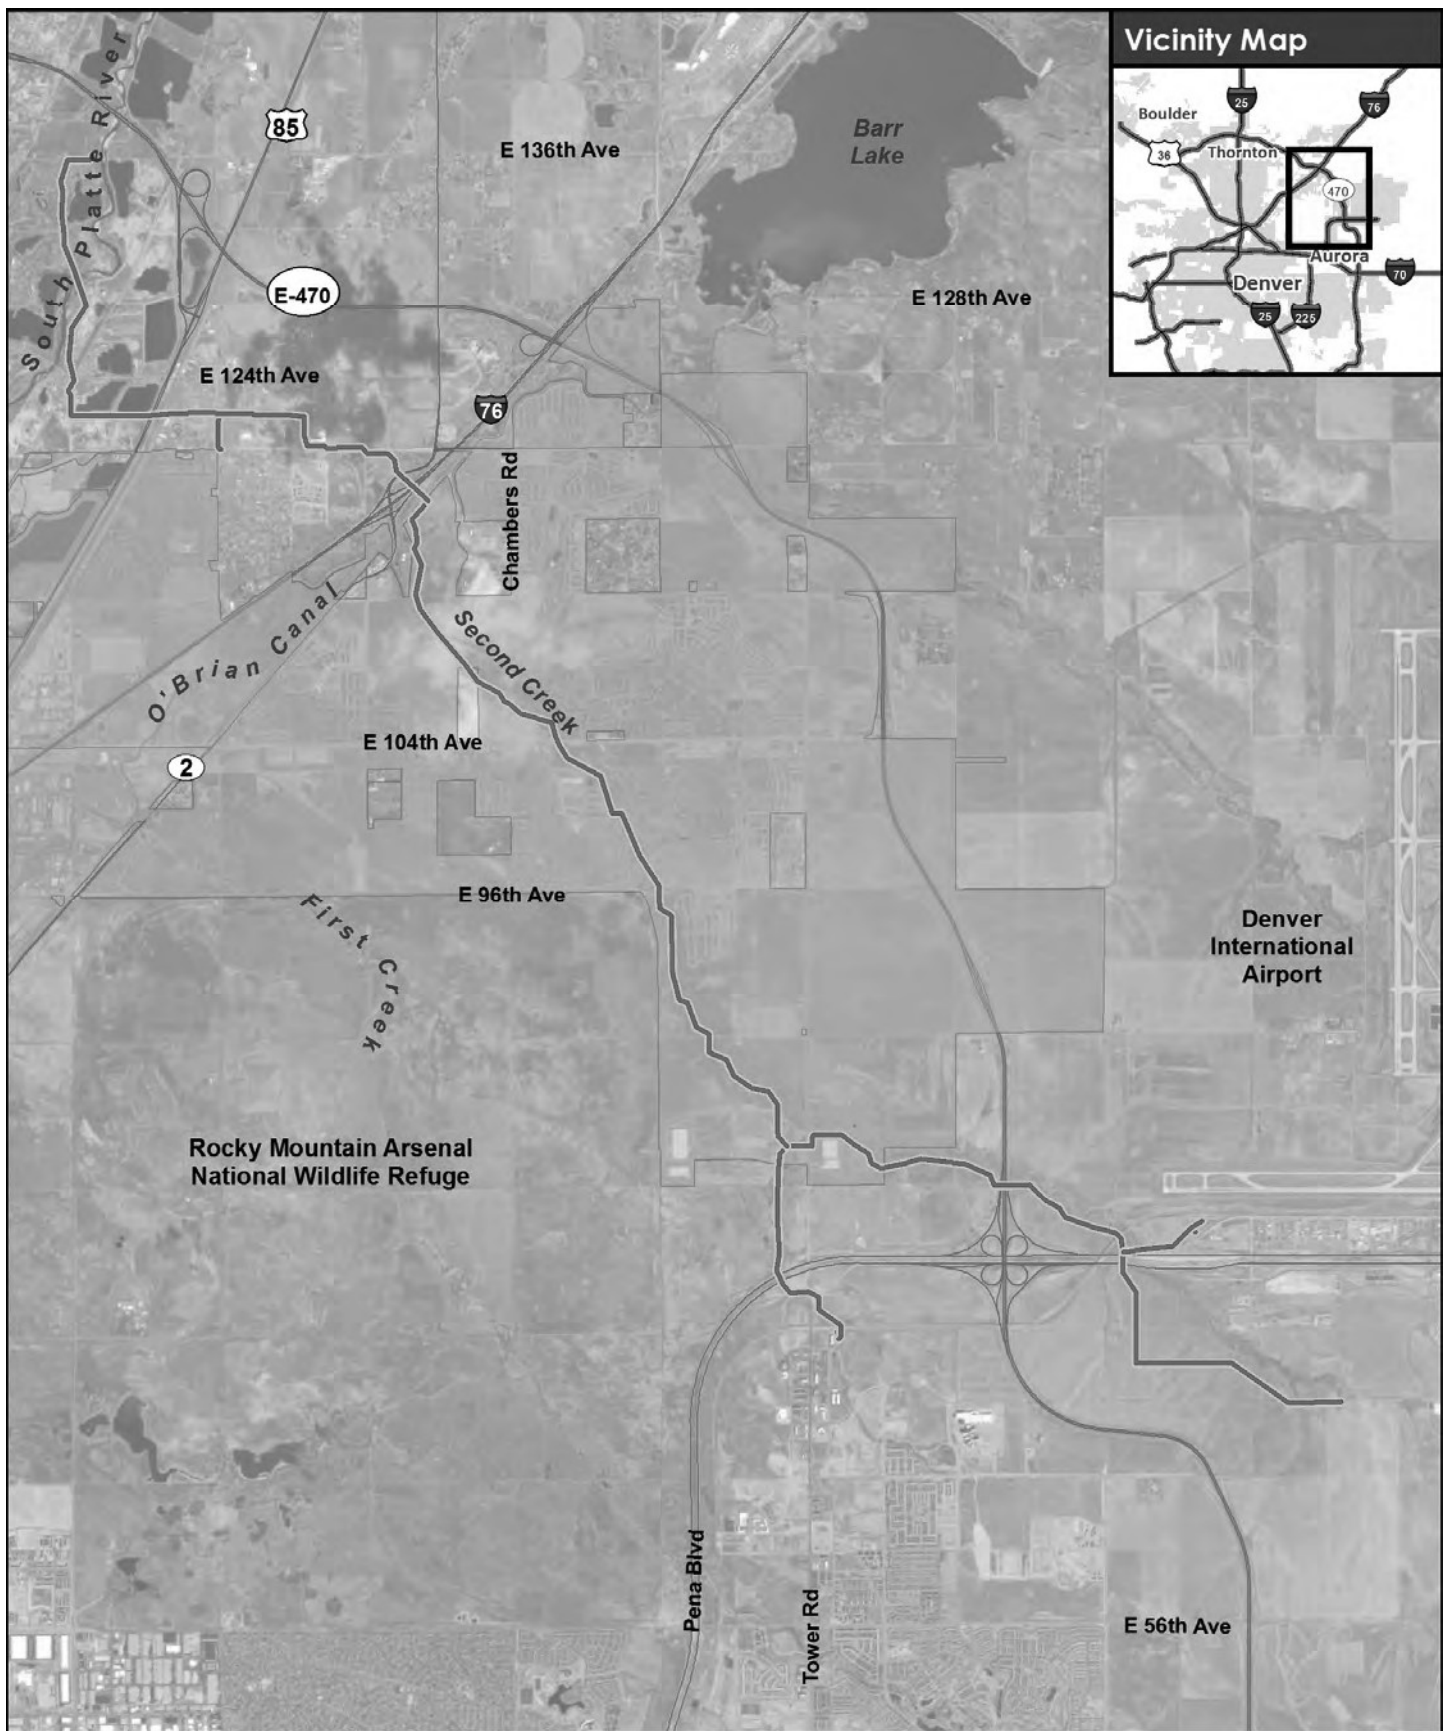 Vicinity Map
Boulder
25
76
36
Thornton
470
Aurora
70
Denver
25
225
South Platte River
85
E 136th Ave
Barr
Lake
E-470
E 128th Ave
E 124th Ave
76
Chambers Rd
O'Brian Canal
Second Creek
E 104th Ave
2
E 96th Ave
First Creek
Denver
International
Airport
Rocky Mountain Arsenal
National Wildlife Refuge
Pena Blvd
Tower Rd
E 56th Ave